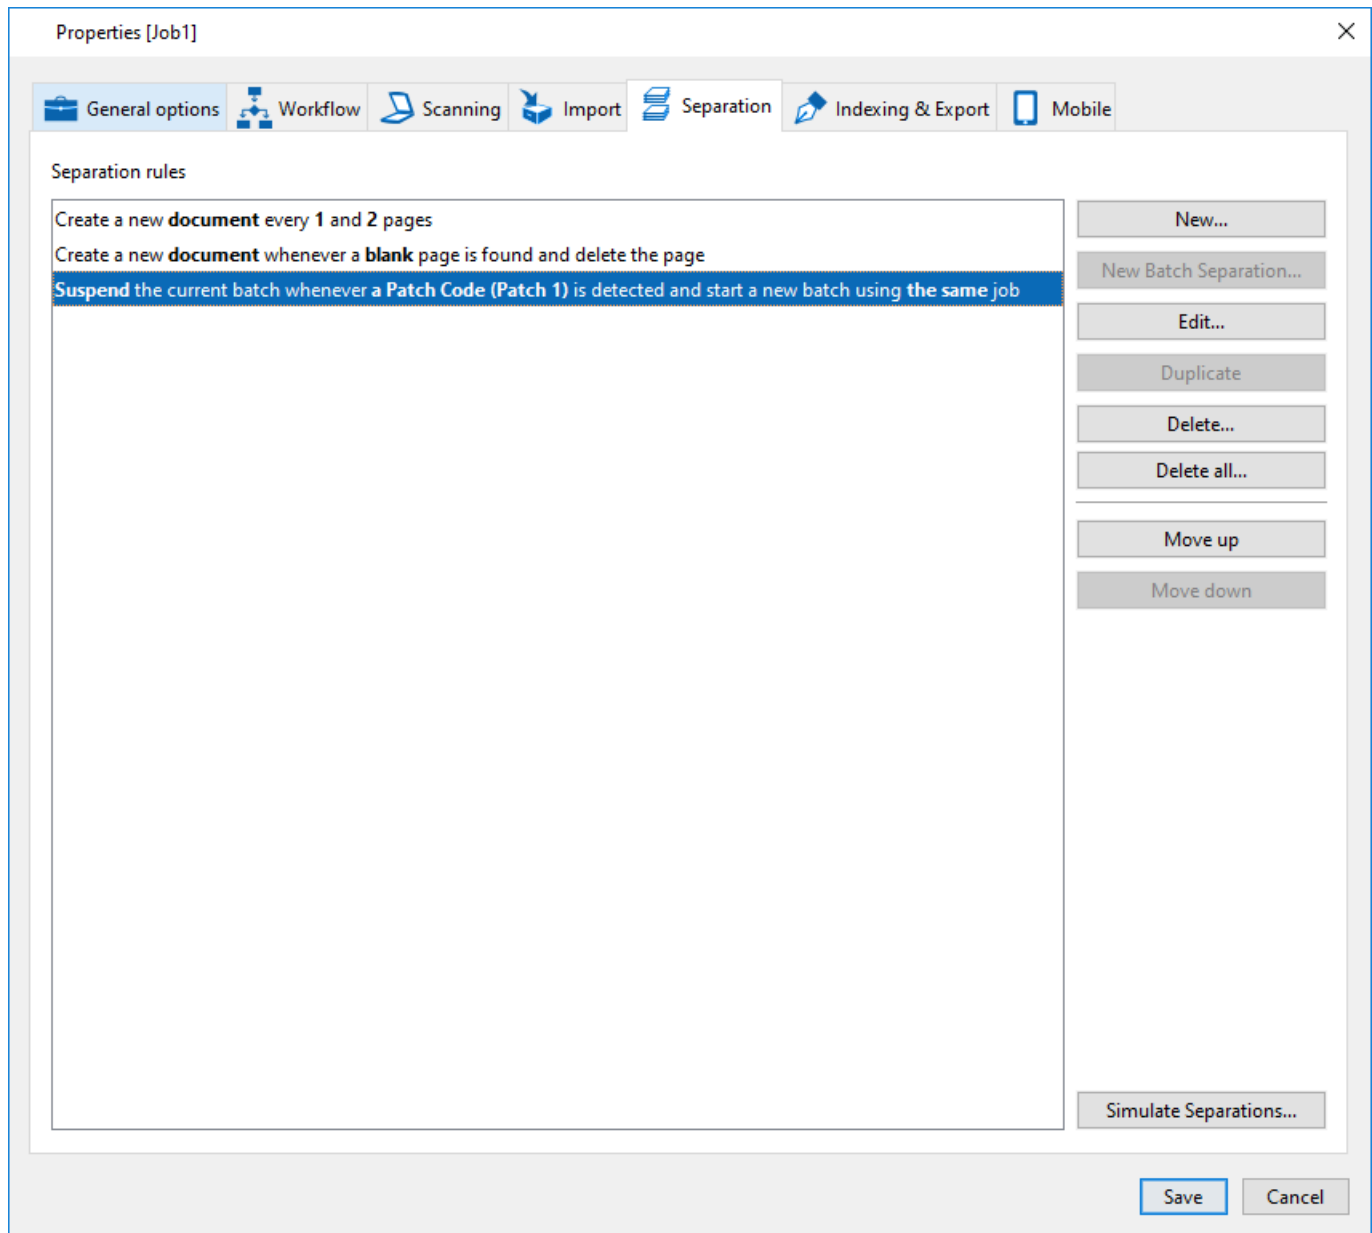 Properties [Job1]
General options Workflow Scanning Import Separation Indexing & Export Mobile
Separation rules
Create a new document every 1 and 2 pages
Create a new document whenever a blank page is found and delete the page
Suspend the current batch whenever a Patch Code (Patch 1) is detected and start a new batch using the same job
New...
New Batch Separation...
Edit...
Duplicate
Delete...
Delete all...
Move up
Move down
Simulate Separations...
Save Cancel